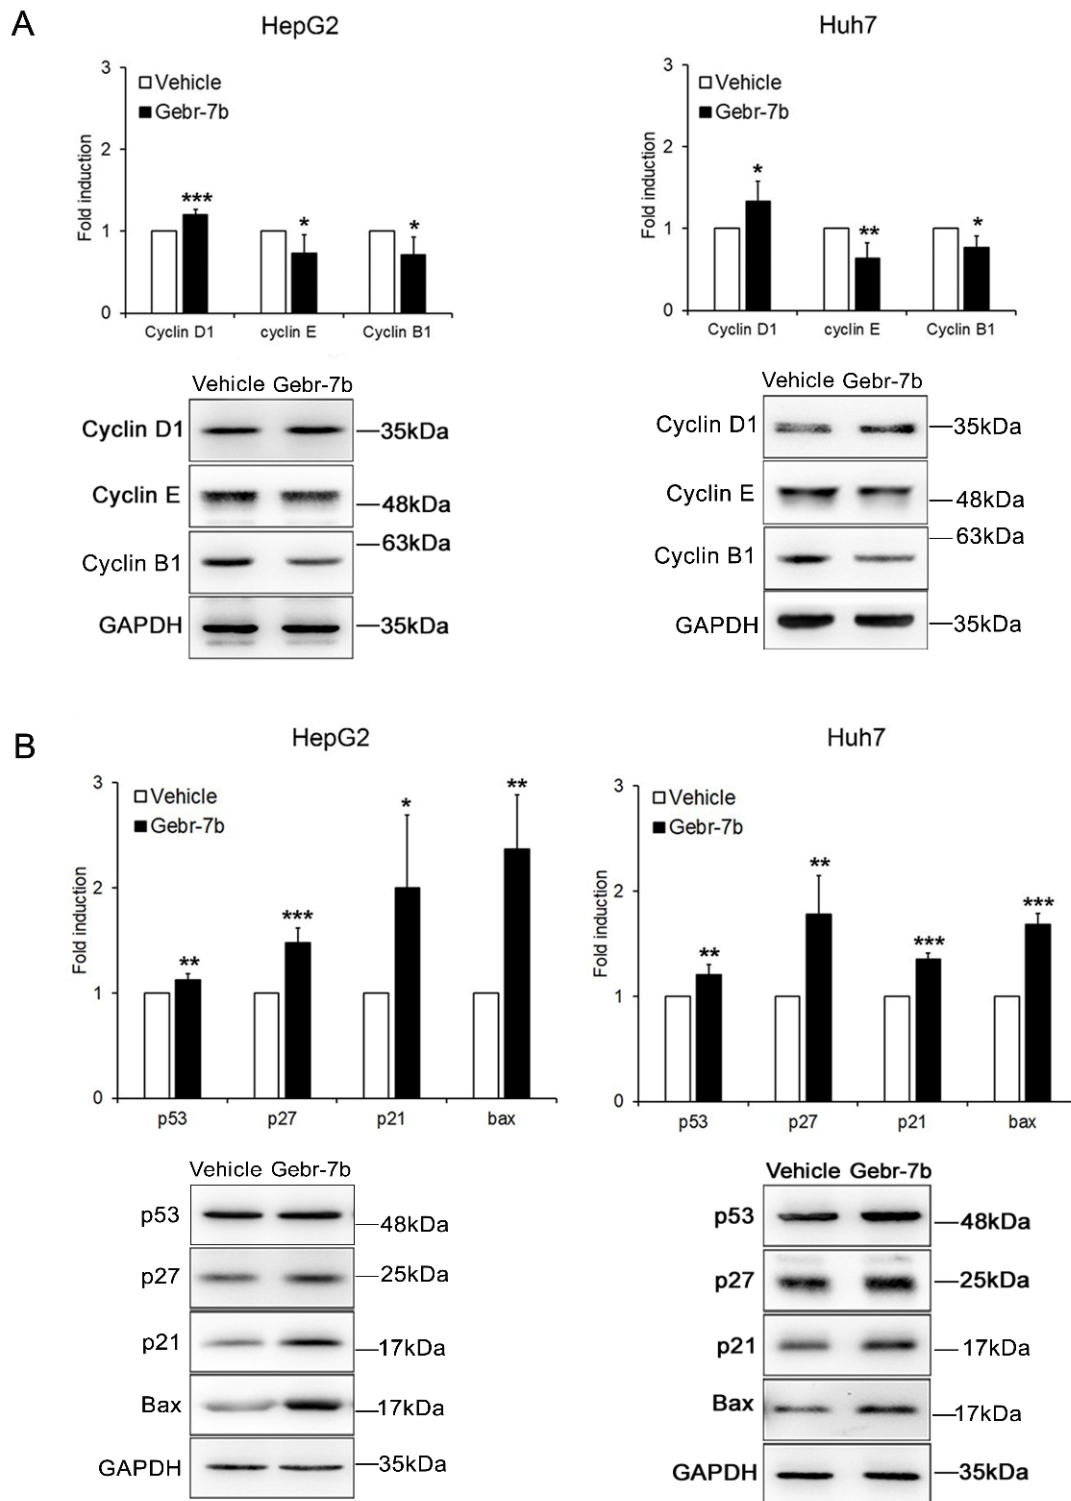 A
HepG2
3
2
1
0
Fold induction
Vehicle
Gebr-7b
***
*
*
Cyclin D1 cyclin E Cyclin B1
Vehicle Gebr-7b
Cyclin D1 35kDa
Cyclin E 48kDa
63kDa
Cyclin B1
GAPDH 35kDa
Huh7
3
2
1
0
Fold induction
Vehicle
Gebr-7b
*
**
*
Cyclin D1 cyclin E Cyclin B1
Vehicle Gebr-7b
Cyclin D1 35kDa
Cyclin E 48kDa
63kDa
Cyclin B1
GAPDH 35kDa
B
HepG2
3
2
1
0
Fold induction
Vehicle
Gebr-7b
**
***
*
**
p53 p27 p21 bax
Vehicle Gebr-7b
p53 48kDa
p27 25kDa
p21 17kDa
Bax 17kDa
GAPDH 35kDa
Huh7
3
2
1
0
Fold induction
Vehicle
Gebr-7b
**
**
***
***
p53 p27 p21 bax
Vehicle Gebr-7b
p53 48kDa
p27 25kDa
p21 17kDa
Bax 17kDa
GAPDH 35kDa